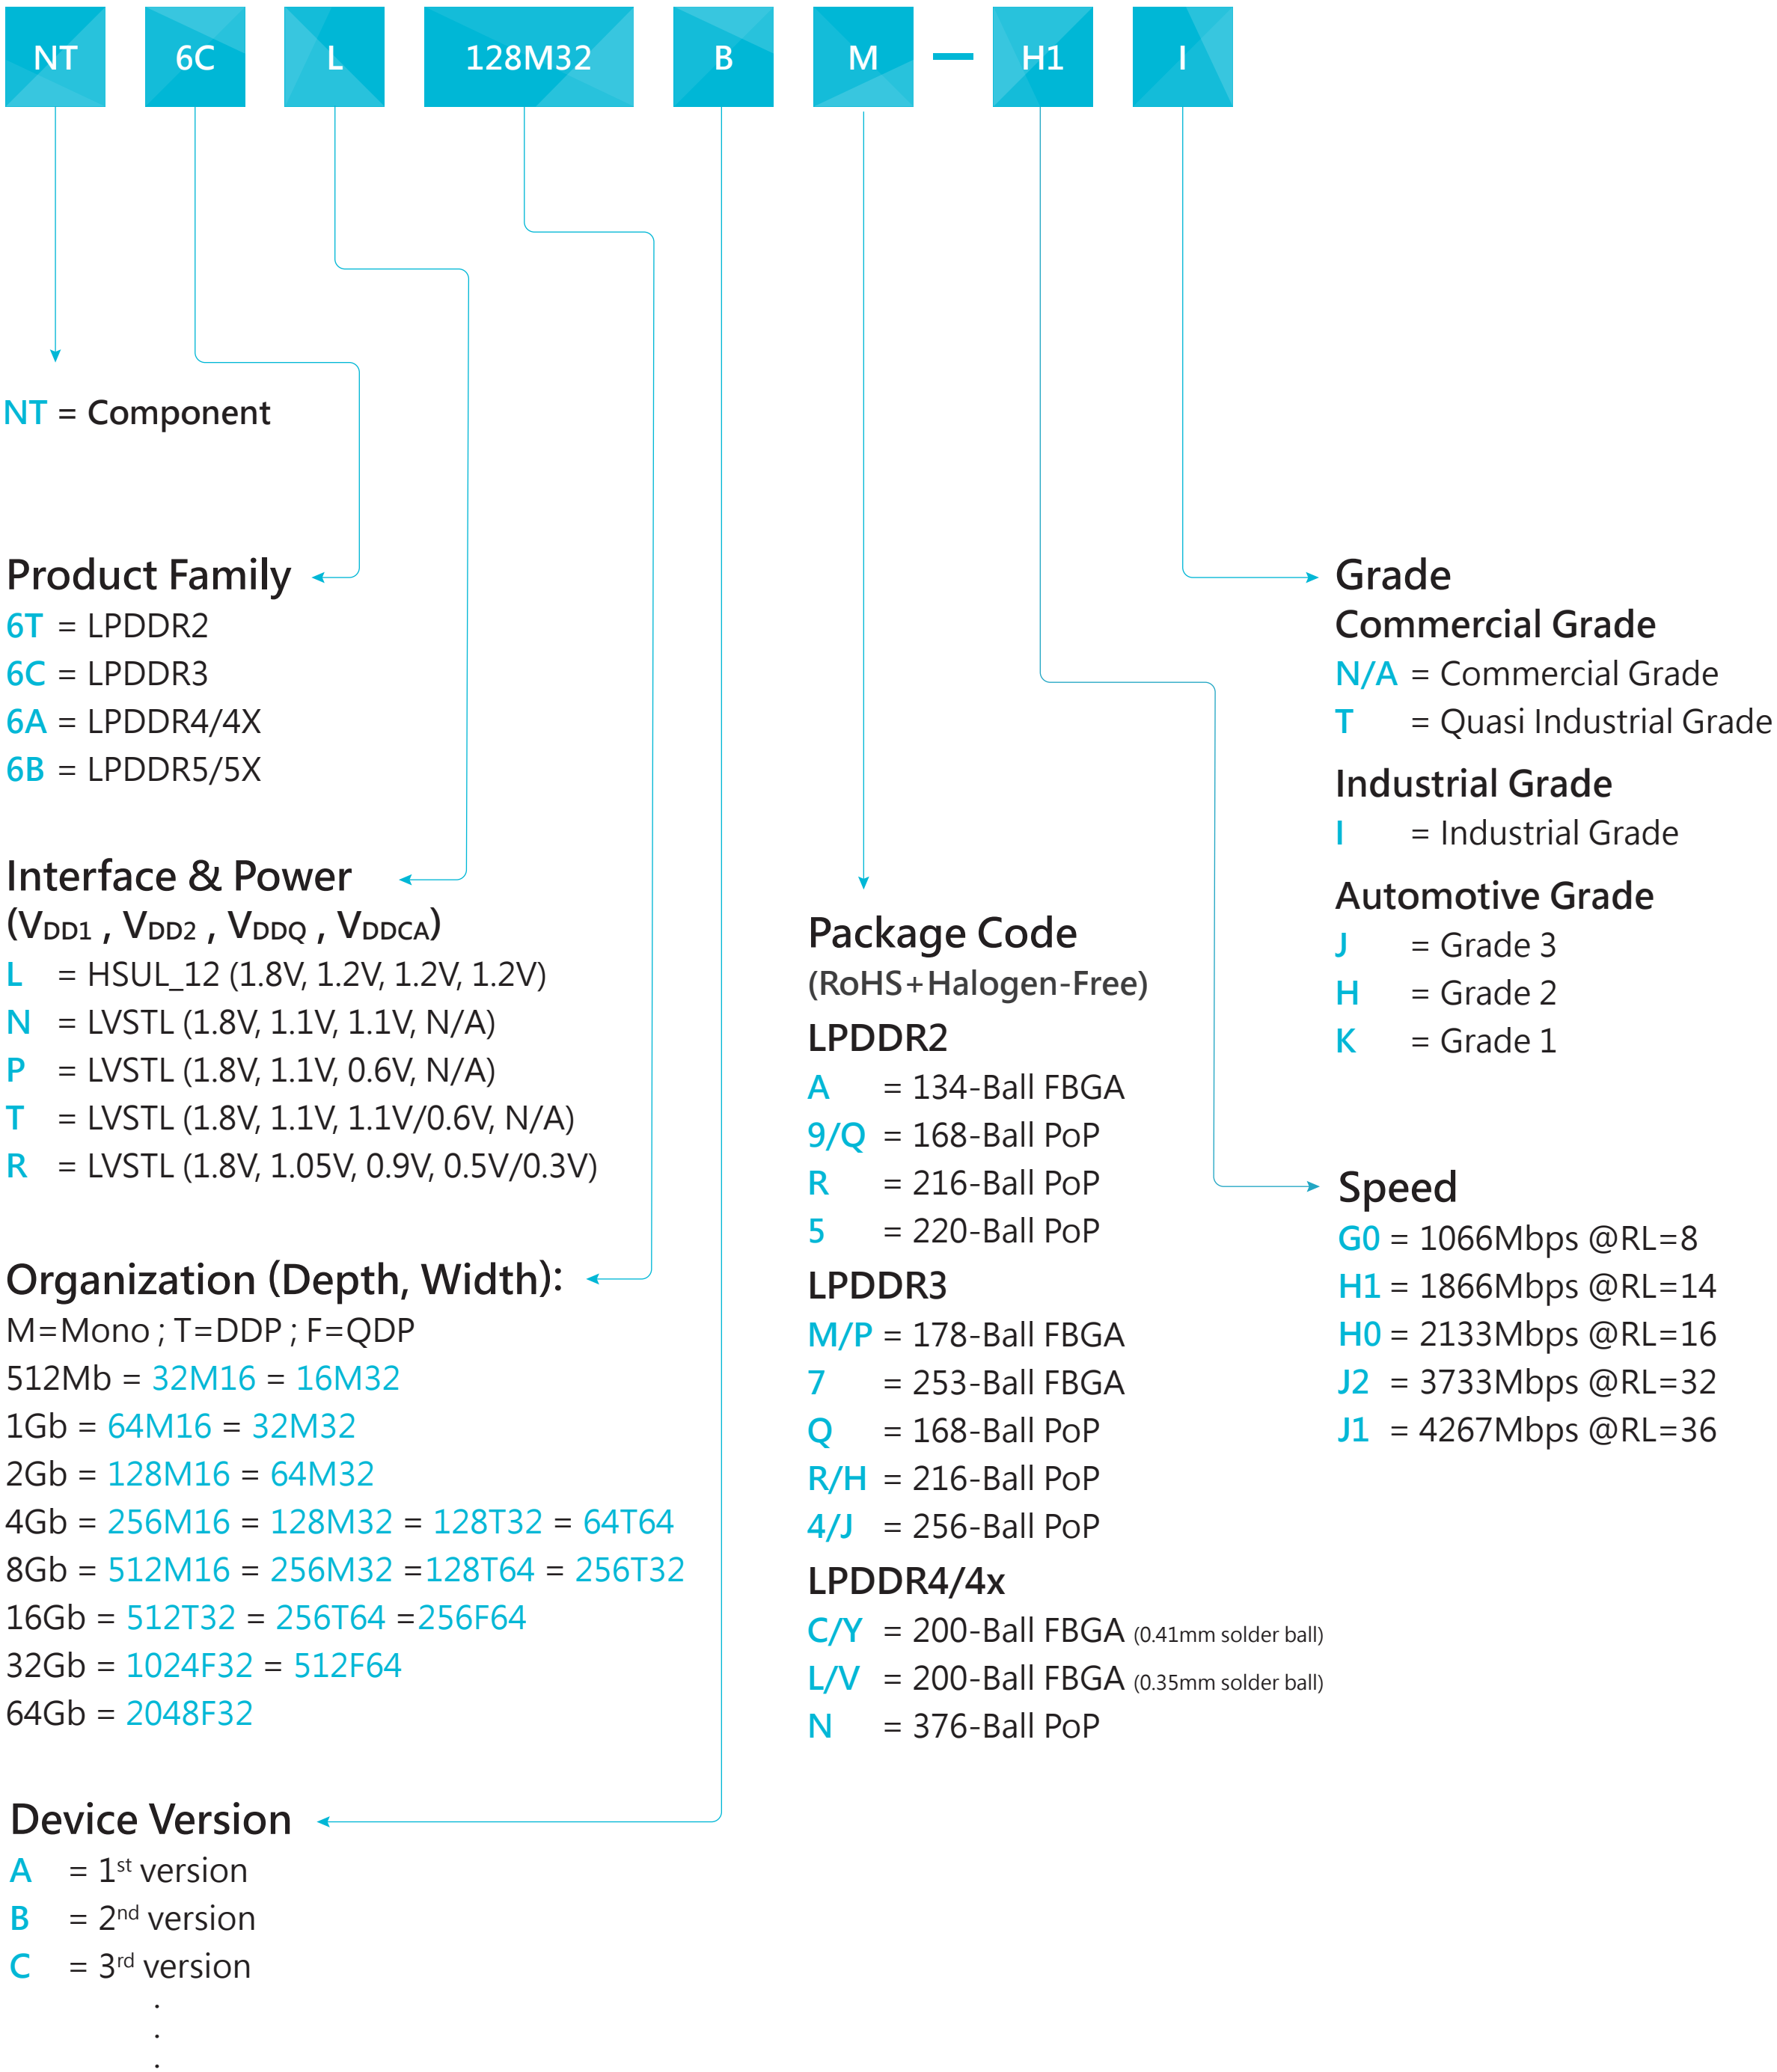 NT 6C L 128M32 B M — H1 I
NT = Component
Product Family
6T = LPDDR2
6C = LPDDR3
6A = LPDDR4/4X
6B = LPDDR5/5X
Interface & Power
(VDD1 , VDD2 , VDDQ , VDDCA)
L = HSUL_12 (1.8V, 1.2V, 1.2V, 1.2V)
N = LVSTL (1.8V, 1.1V, 1.1V, N/A)
P = LVSTL (1.8V, 1.1V, 0.6V, N/A)
T = LVSTL (1.8V, 1.1V, 1.1V/0.6V, N/A)
R = LVSTL (1.8V, 1.05V, 0.9V, 0.5V/0.3V)
Organization (Depth, Width):
M=Mono ; T=DDP ; F=QDP
512Mb = 32M16 = 16M32
1Gb = 64M16 = 32M32
2Gb = 128M16 = 64M32
4Gb = 256M16 = 128M32 = 128T32 = 64T64
8Gb = 512M16 = 256M32 =128T64 = 256T32
16Gb = 512T32 = 256T64 =256F64
32Gb = 1024F32 = 512F64
64Gb = 2048F32
Device Version
A = 1st version
B = 2nd version
C = 3rd version
.
.
.
Package Code
(RoHS+Halogen-Free)
LPDDR2
A = 134-Ball FBGA
9/Q = 168-Ball PoP
R = 216-Ball PoP
5 = 220-Ball PoP
LPDDR3
M/P = 178-Ball FBGA
7 = 253-Ball FBGA
Q = 168-Ball PoP
R/H = 216-Ball PoP
4/J = 256-Ball PoP
LPDDR4/4x
C/Y = 200-Ball FBGA (0.41mm solder ball)
L/V = 200-Ball FBGA (0.35mm solder ball)
N = 376-Ball PoP
Grade
Commercial Grade
N/A = Commercial Grade
T = Quasi Industrial Grade
Industrial Grade
I = Industrial Grade
Automotive Grade
J = Grade 3
H = Grade 2
K = Grade 1
Speed
G0 = 1066Mbps @RL=8
H1 = 1866Mbps @RL=14
H0 = 2133Mbps @RL=16
J2 = 3733Mbps @RL=32
J1 = 4267Mbps @RL=36